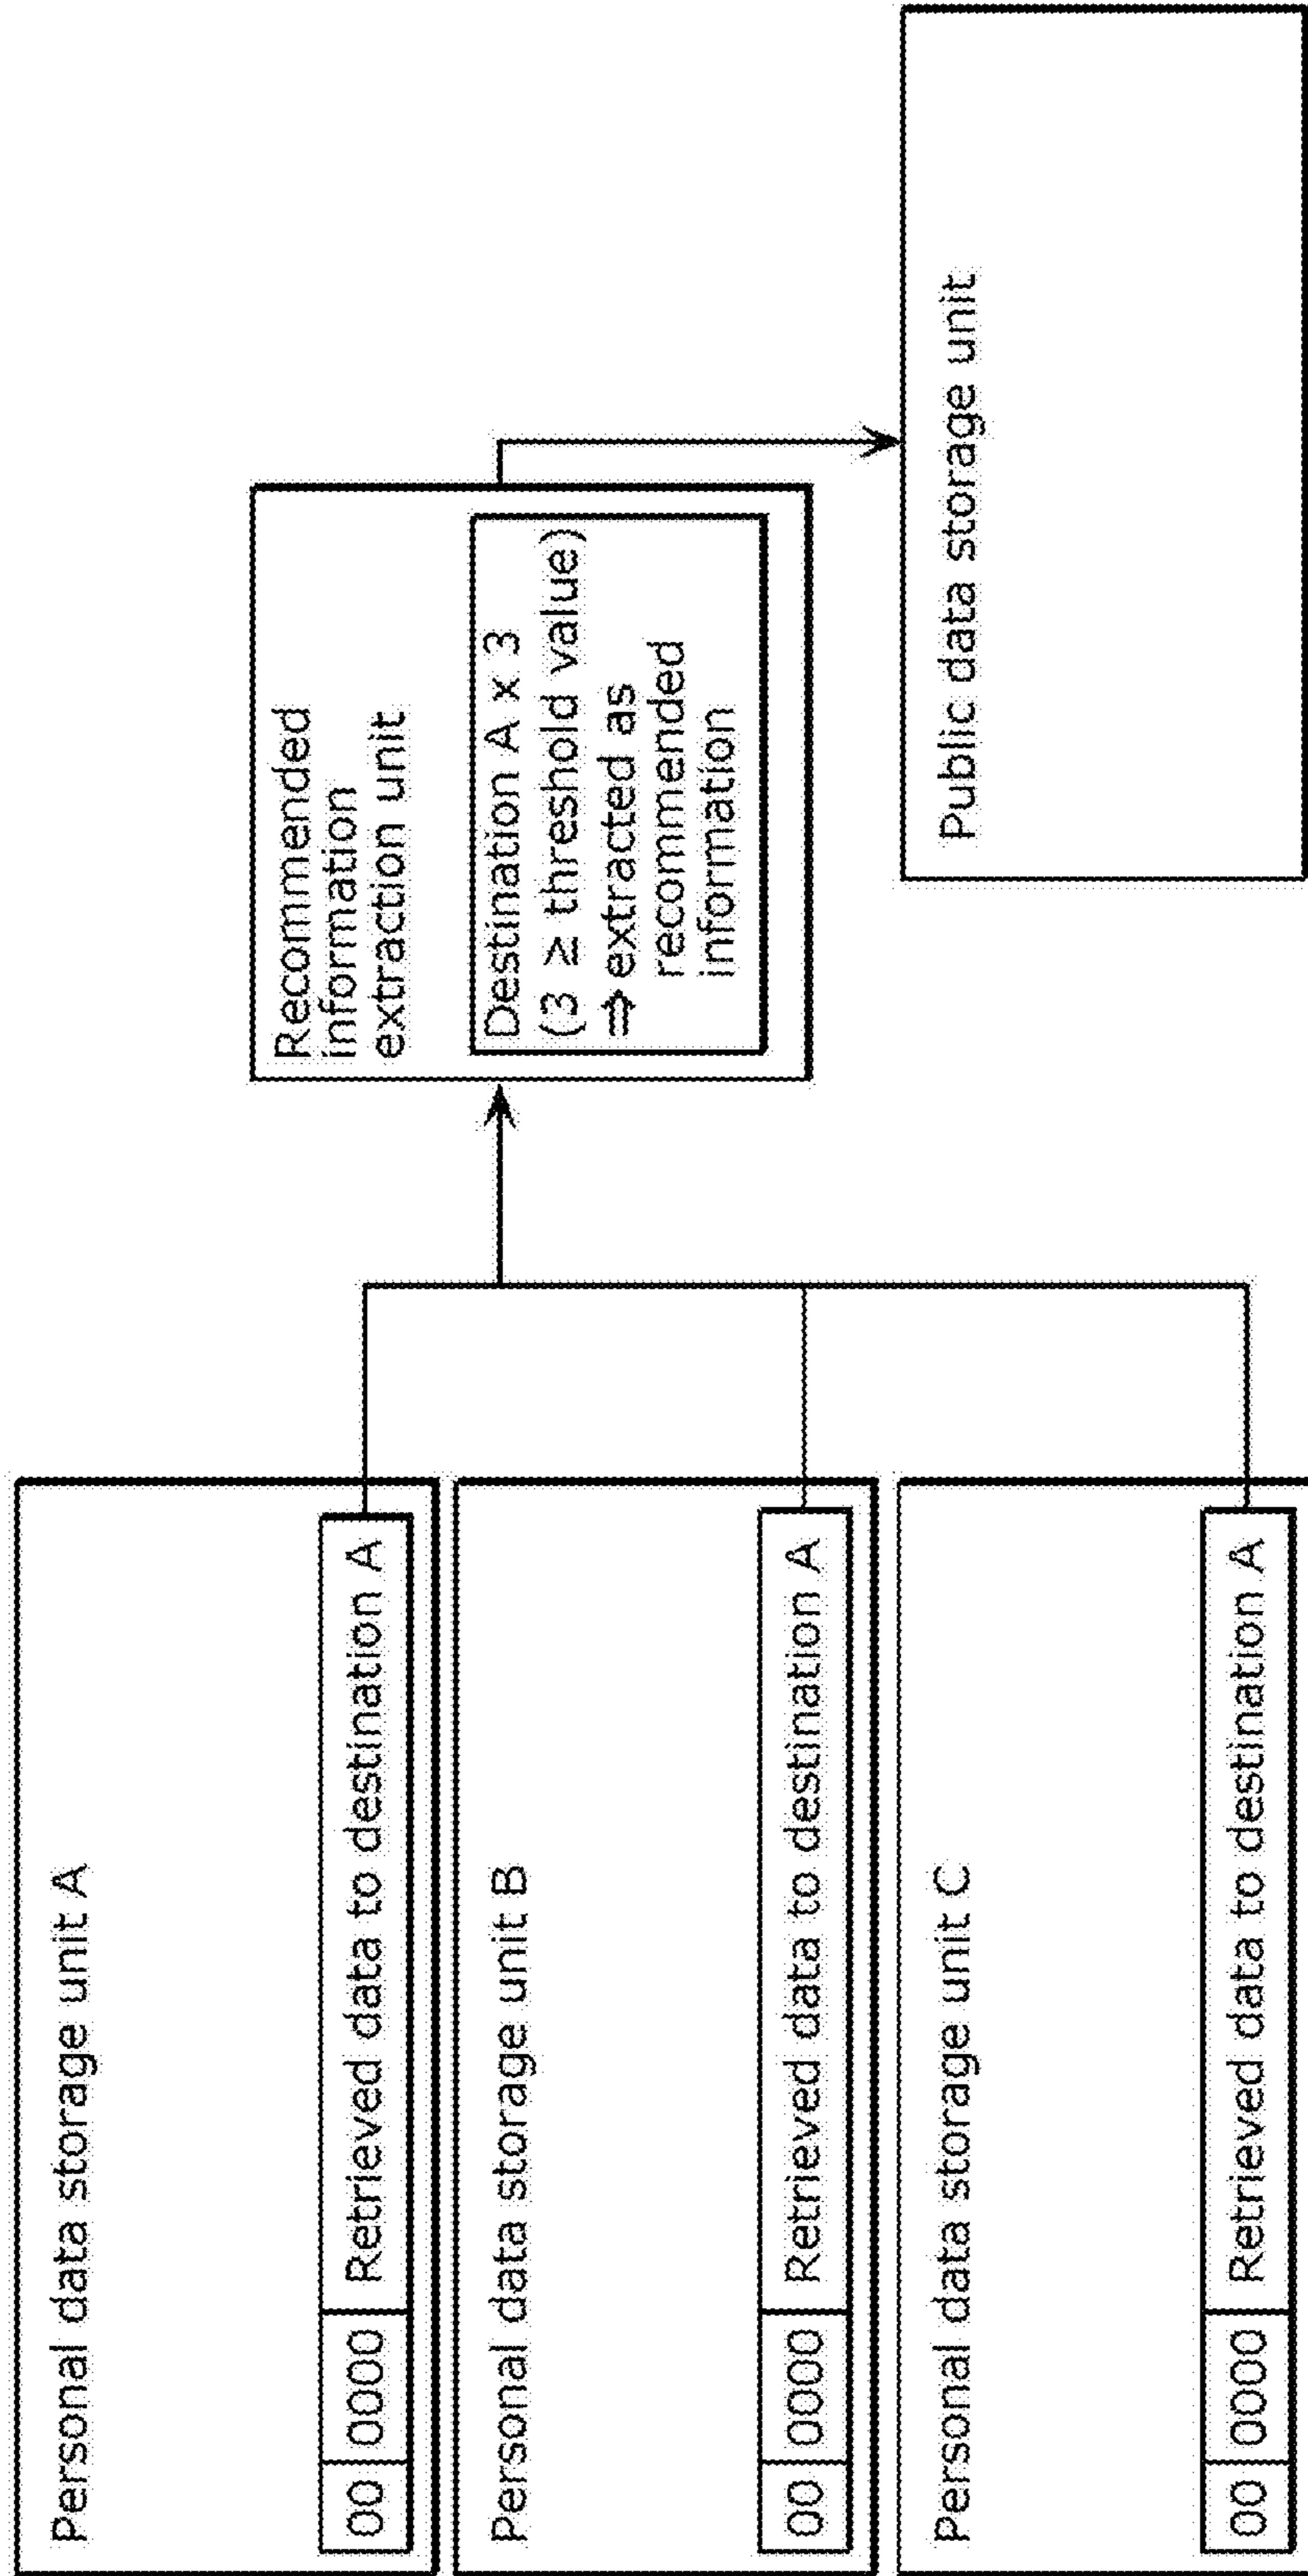 Personal data storage unit A
00 0000 Retrieved data to destination A
Personal data storage unit B
00 0000 Retrieved data to destination A
Personal data storage unit C
00 0000 Retrieved data to destination A
Recommended
information
extraction unit
Destination A x 3
(3 ≥ threshold value)
⇒ extracted as
recommended
information
Public data storage unit